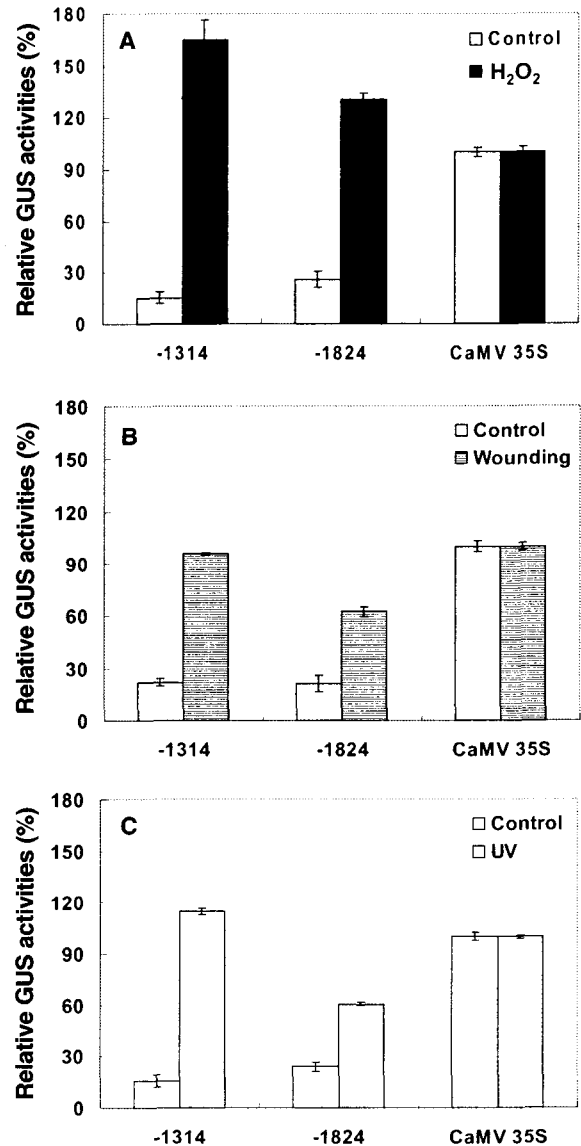 A
Control
H₂O₂
Relative GUS activities (%)
180
150
120
90
60
30
0
-1314 -1824 CaMV 35S
B
Control
Wounding
Relative GUS activities (%)
180
150
120
90
60
30
0
-1314 -1824 CaMV 35S
C
Control
UV
Relative GUS activities (%)
180
150
120
90
60
30
0
-1314 -1824 CaMV 35S